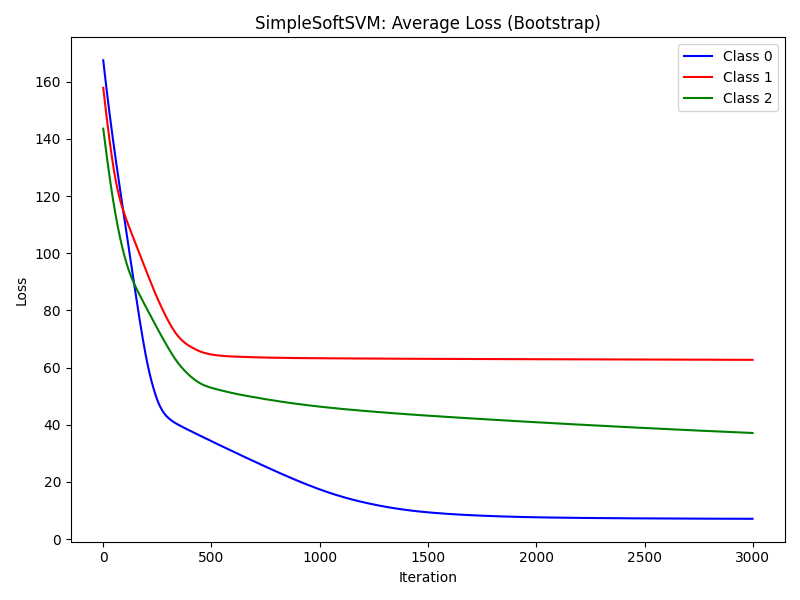 SimpleSoftSVM: Average Loss (Bootstrap)
Class 0
Class 1
Class 2
160
140
120
100
80
60
40
20
0
Loss
0 500 1000 1500 2000 2500 3000
Iteration